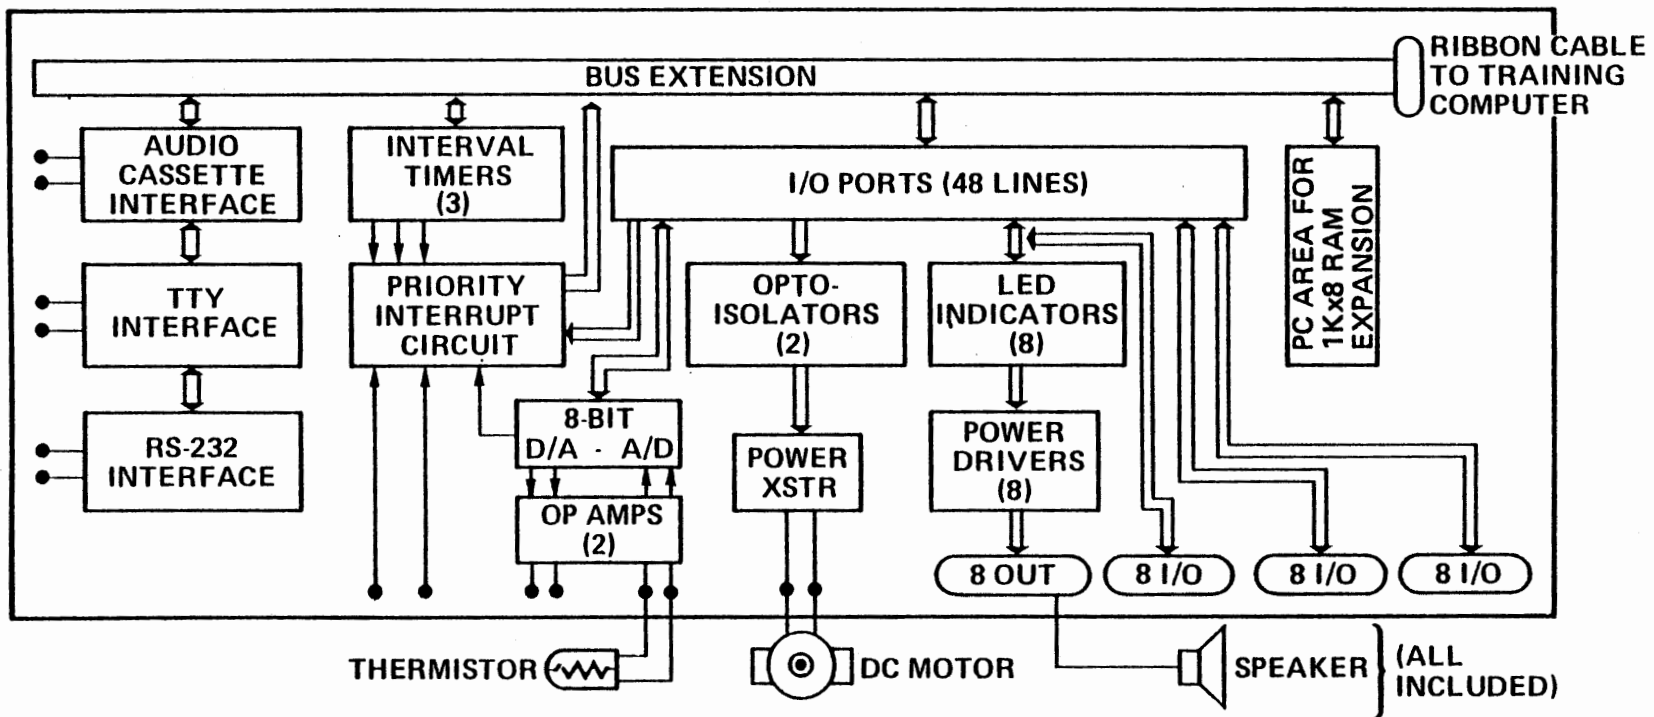 RIBBON CABLE
TO TRAINING
COMPUTER
BUS EXTENSION
AUDIO
CASSETTE
INTERFACE
INTERVAL
TIMERS
(3)
I/O PORTS (48 LINES)
PC AREA FOR
1Kx8 RAM
EXPANSION
TTY
INTERFACE
PRIORITY
INTERRUPT
CIRCUIT
OPTO-
ISOLATORS
(2)
LED
INDICATORS
(8)
RS-232
INTERFACE
8-BIT
D/A - A/D
OP AMPS
(2)
POWER
XSTR
POWER
DRIVERS
(8)
8 OUT
8 I/O
8 I/O
8 I/O
THERMISTOR
DC MOTOR
SPEAKER
(ALL
INCLUDED)